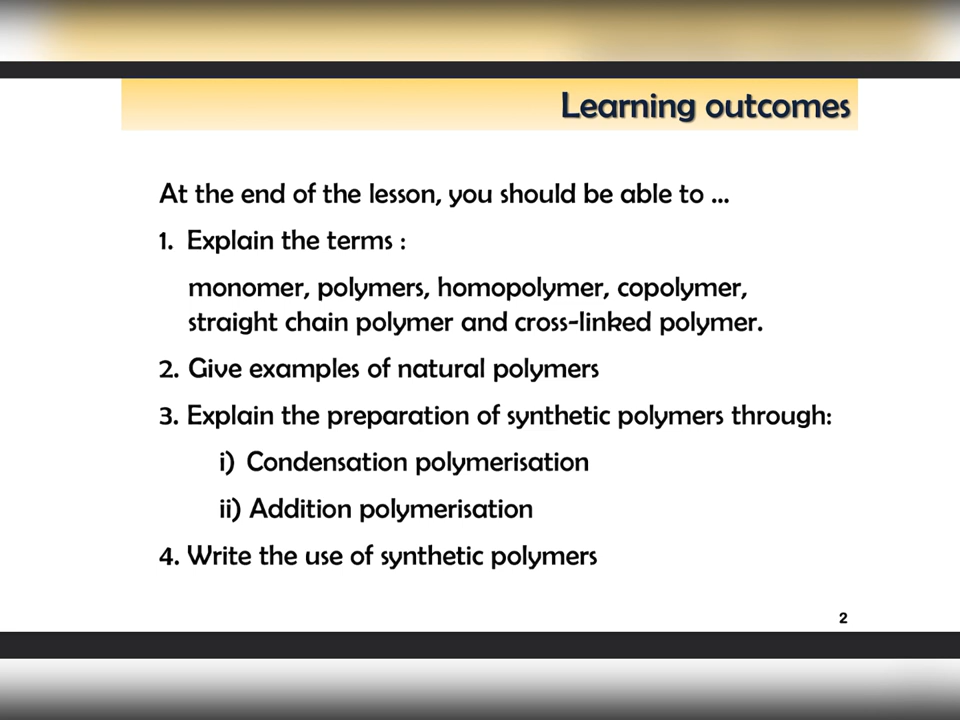 Learning outcomes
At the end of the lesson, you should be able to ...
1. Explain the terms :
monomer, polymers, homopolymer, copolymer,
straight chain polymer and cross-linked polymer.
2. Give examples of natural polymers
3. Explain the preparation of synthetic polymers through:
i) Condensation polymerisation
ii) Addition polymerisation
4. Write the use of synthetic polymers
2